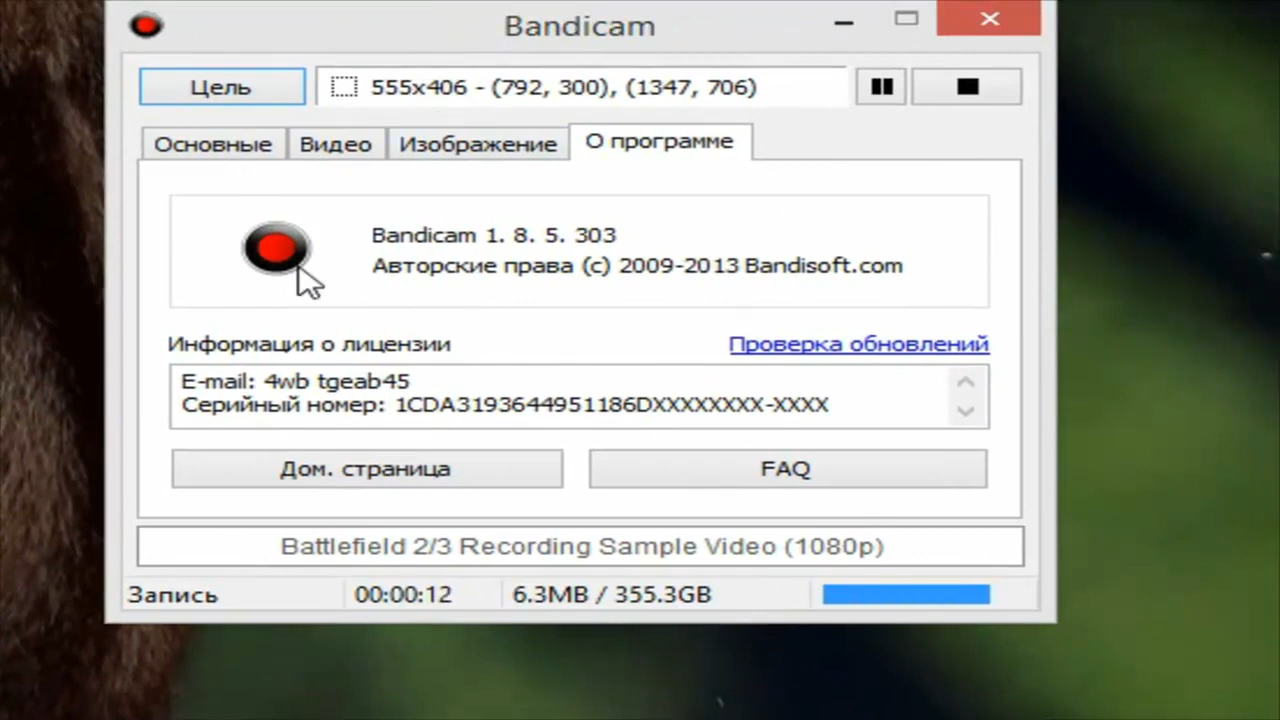 Bandicam
Цель
555x406 - (792, 300), (1347, 706)
Основные Видео Изображение О программе
Bandicam 1. 8. 5. 303
Авторские права (c) 2009-2013 Bandisoft.com
Информация о лицензии Проверка обновлений
E-mail: 4wb tgeab45
Серийный номер: 1CDA3193644951186DXXXXXXXX-XXXX
Дом. страница FAQ
Battlefield 2/3 Recording Sample Video (1080p)
Запись 00:00:12 6.3MB / 355.3GB